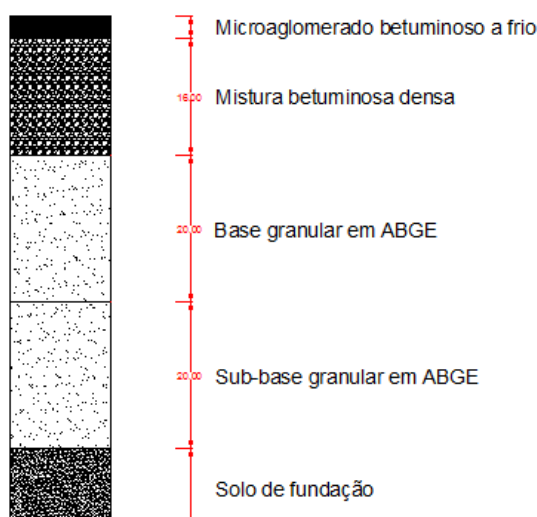 Microaglomerado betuminoso a frio
16,00 Mistura betuminosa densa
20,00 Base granular em ABGE
20,00 Sub-base granular em ABGE
Solo de fundação